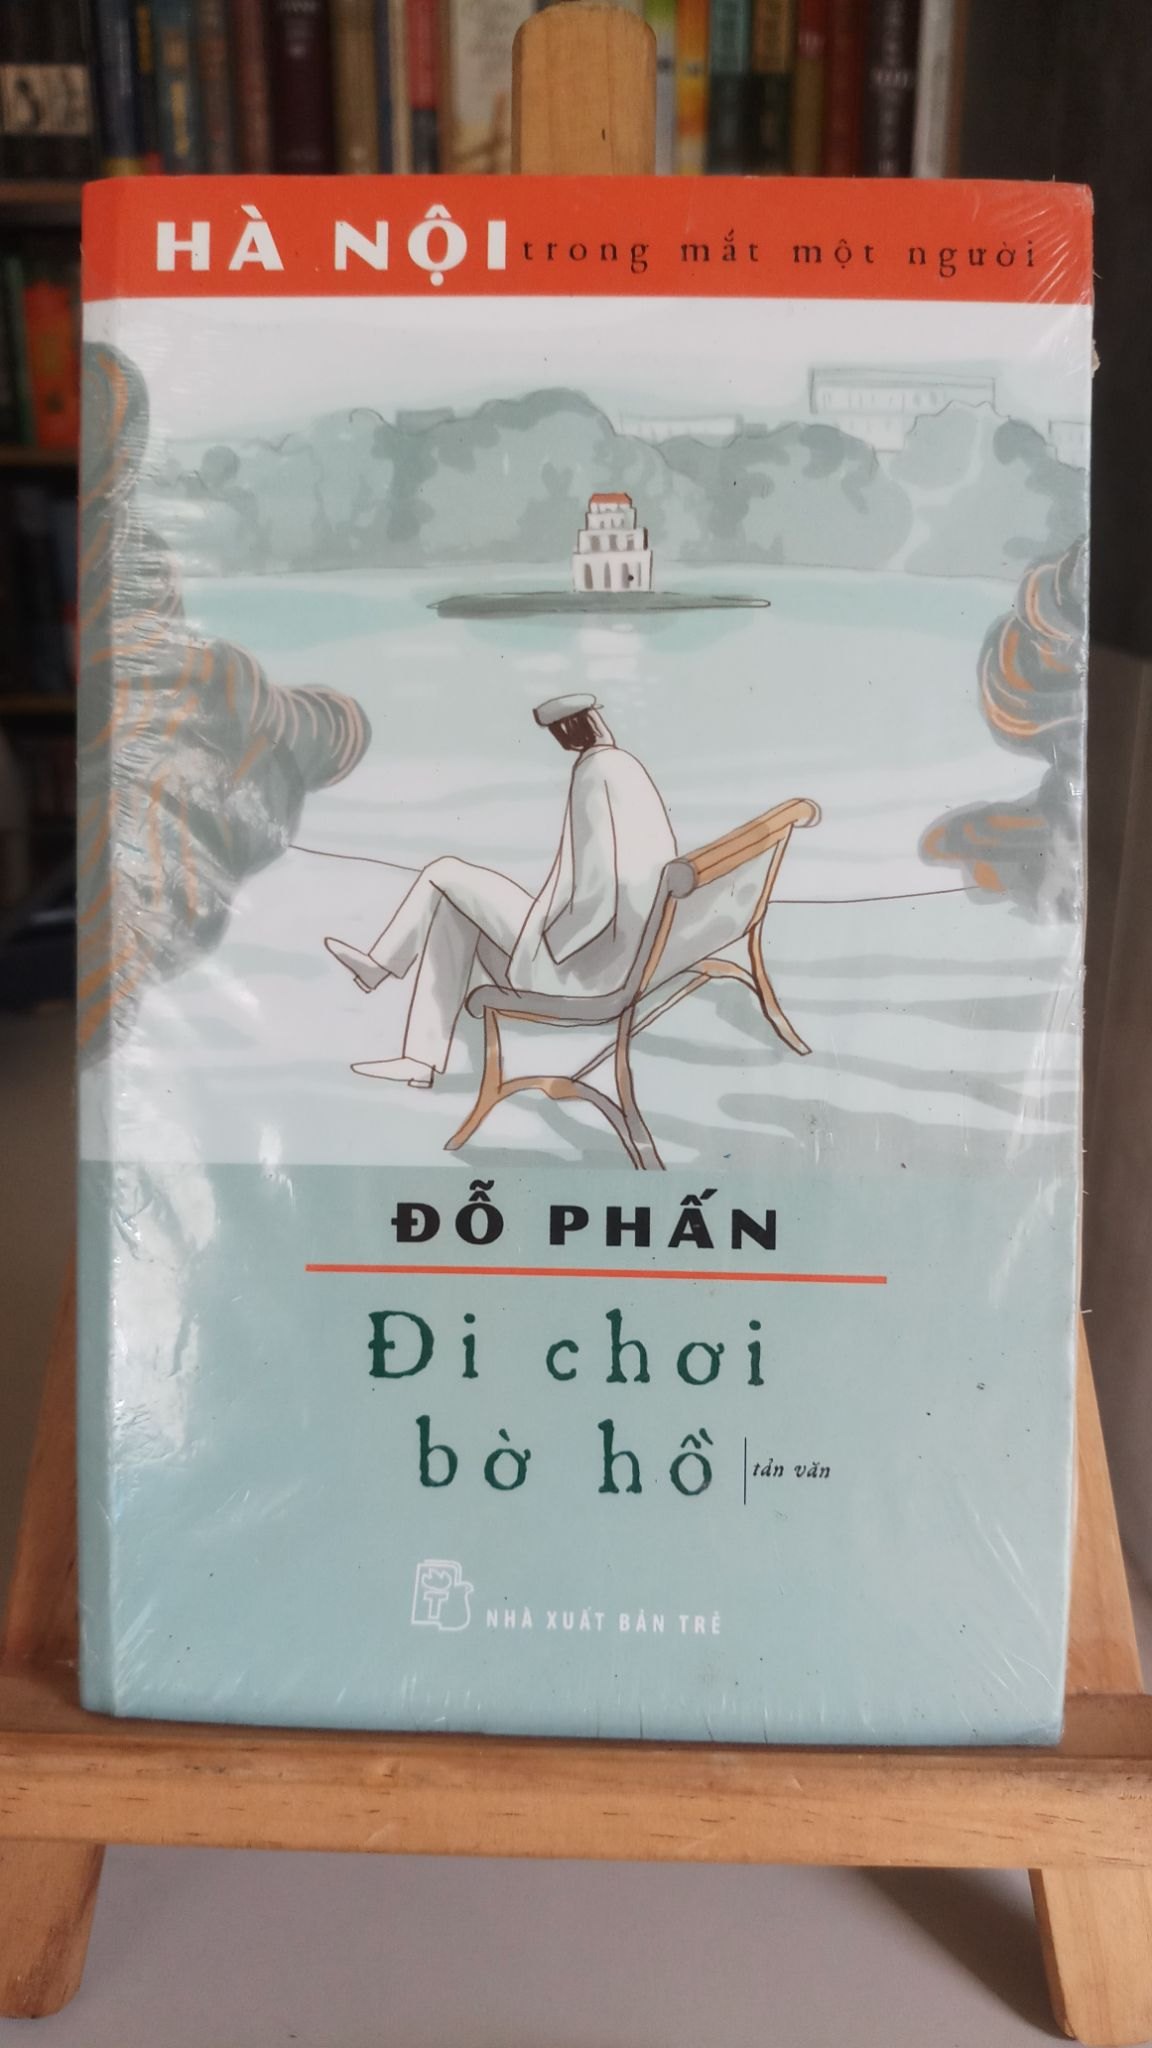 HÀ NỘI trong mắt một người
ĐỖ PHẤN
Đi chơi
bờ hồ
tản văn
NHÀ XUẤT BẢN TRẺ